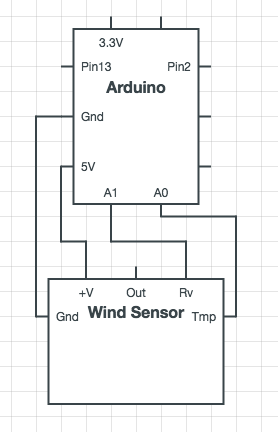 3.3V
Pin13 Pin2
Arduino
Gnd
5V
A1 A0
+V Out Rv
Gnd Wind Sensor Tmp